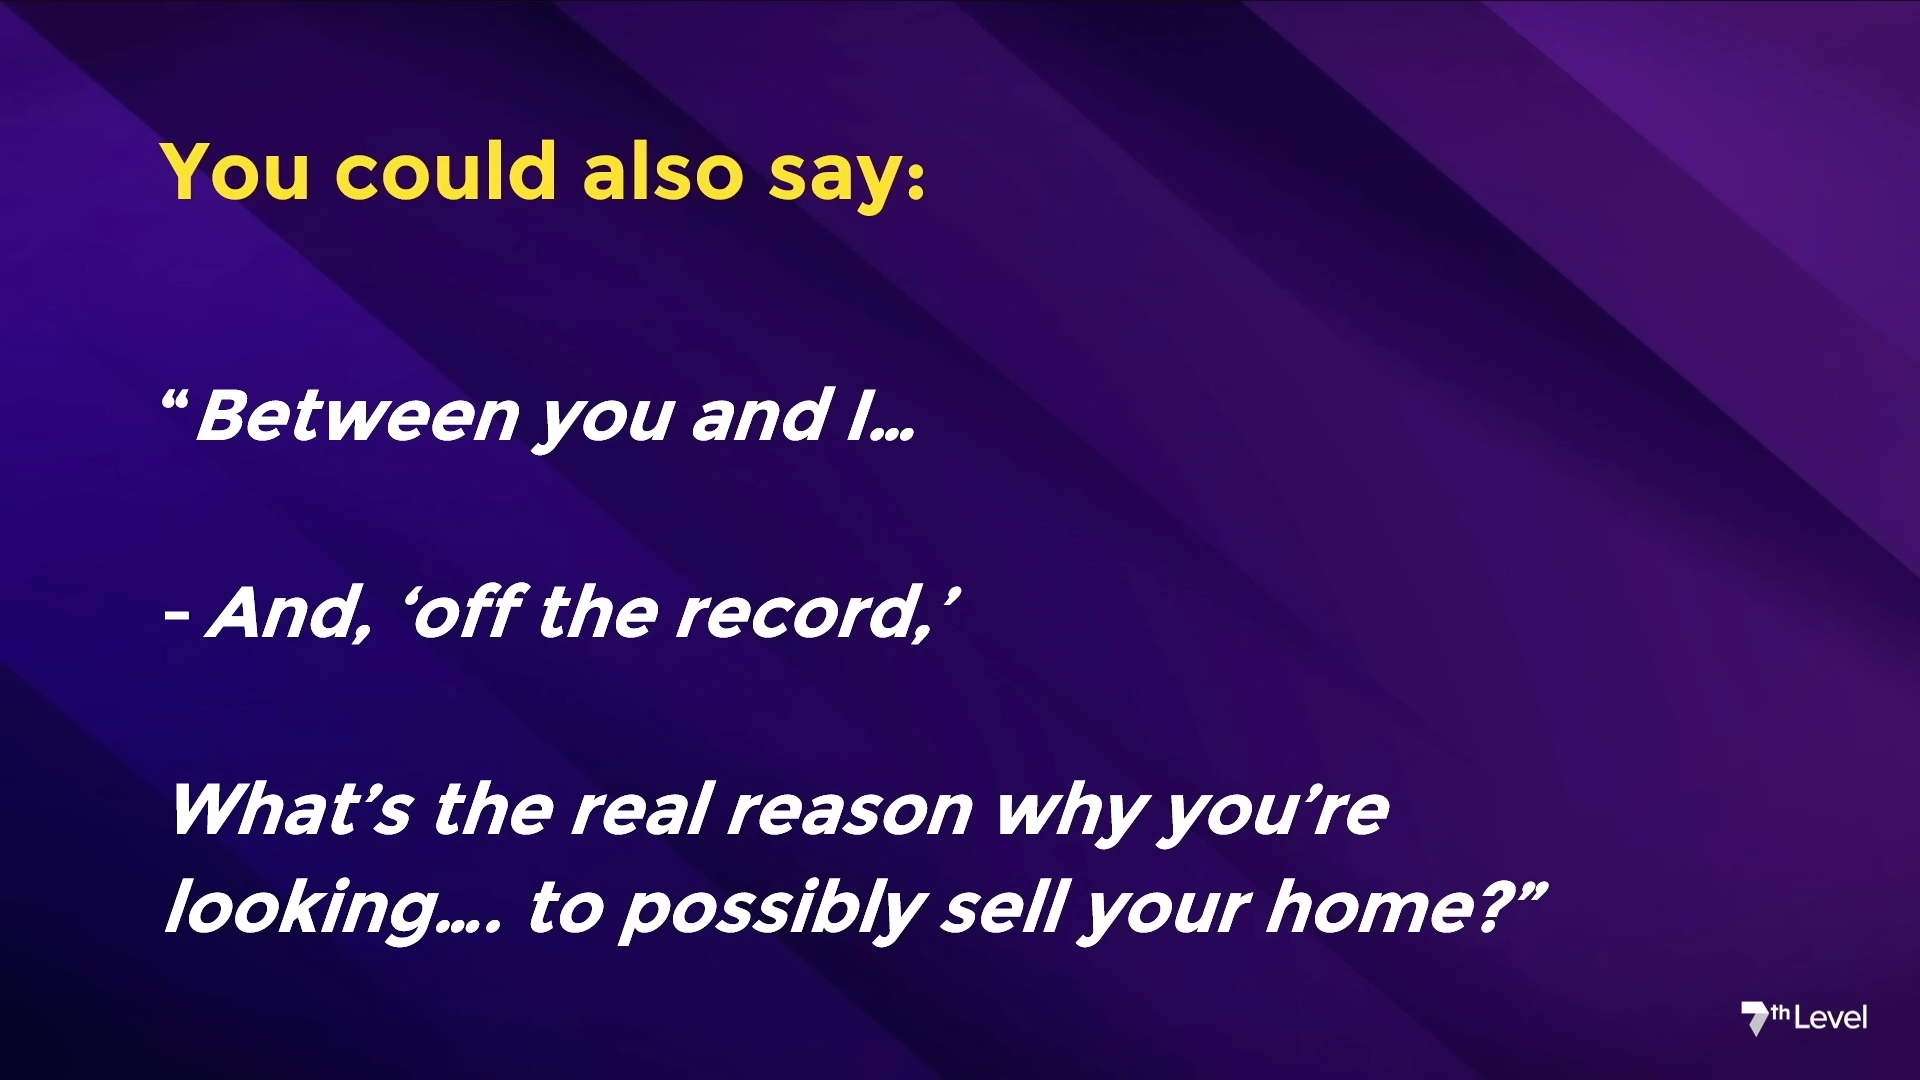 You could also say:
“Between you and I...
- And, ‘off the record,’
What’s the real reason why you’re
looking.... to possibly sell your home?”
7th Level